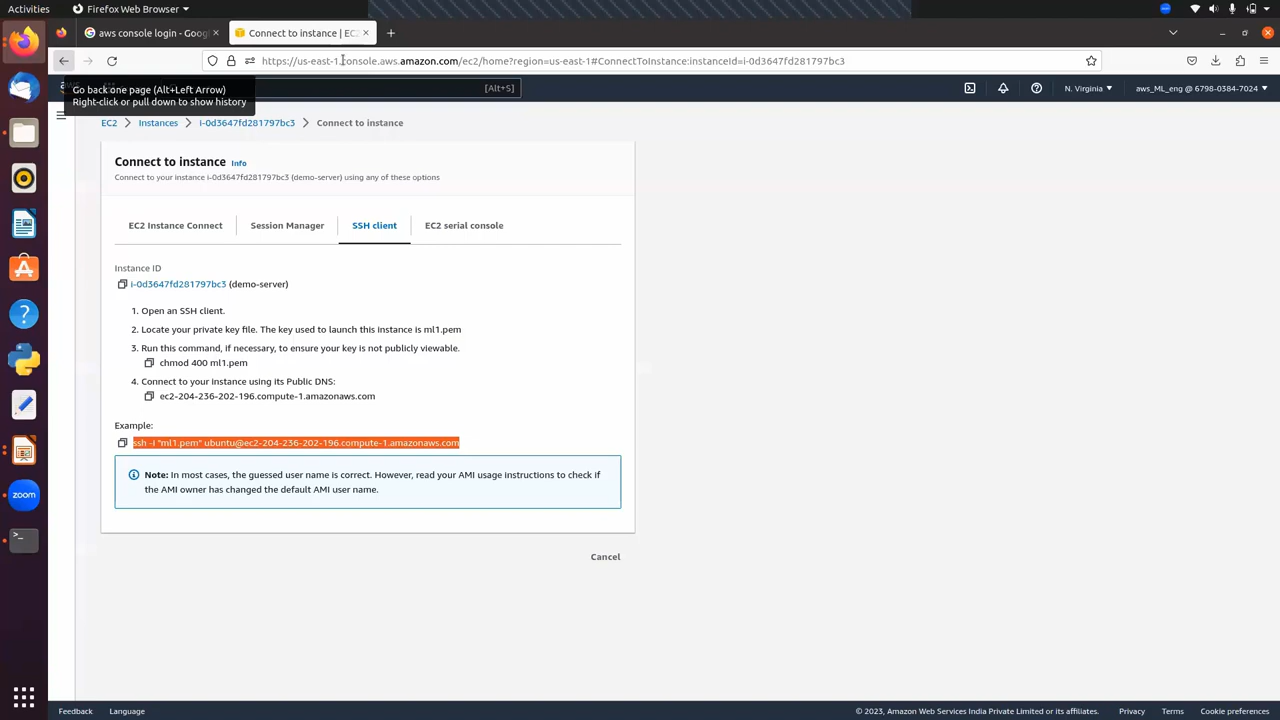 Activities
Firefox Web Browser
aws console login - Goog
Connect to instance | EC2
https://us-east-1.console.aws.amazon.com/ec2/home?region=us-east-1#ConnectToInstance:instanceId=i-0d3647fd281797bc3
Go back one page (Alt+Left Arrow)
Right-click or pull down to show history
[Alt+S]
N. Virginia
aws_ML_eng @ 6798-0384-7024
EC2
Instances
i-0d3647fd281797bc3
Connect to instance
Connect to instance Info
Connect to your instance i-0d3647fd281797bc3 (demo-server) using any of these options
EC2 Instance Connect
Session Manager
SSH client
EC2 serial console
Instance ID
i-0d3647fd281797bc3 (demo-server)
1. Open an SSH client.
2. Locate your private key file. The key used to launch this instance is ml1.pem
3. Run this command, if necessary, to ensure your key is not publicly viewable.
chmod 400 ml1.pem
4. Connect to your instance using its Public DNS:
ec2-204-236-202-196.compute-1.amazonaws.com
Example:
ssh -i "ml1.pem" ubuntu@ec2-204-236-202-196.compute-1.amazonaws.com
Note: In most cases, the guessed user name is correct. However, read your AMI usage instructions to check if
the AMI owner has changed the default AMI user name.
Cancel
zoom
Feedback
Language
© 2023, Amazon Web Services India Private Limited or its affiliates.
Privacy
Terms
Cookie preferences